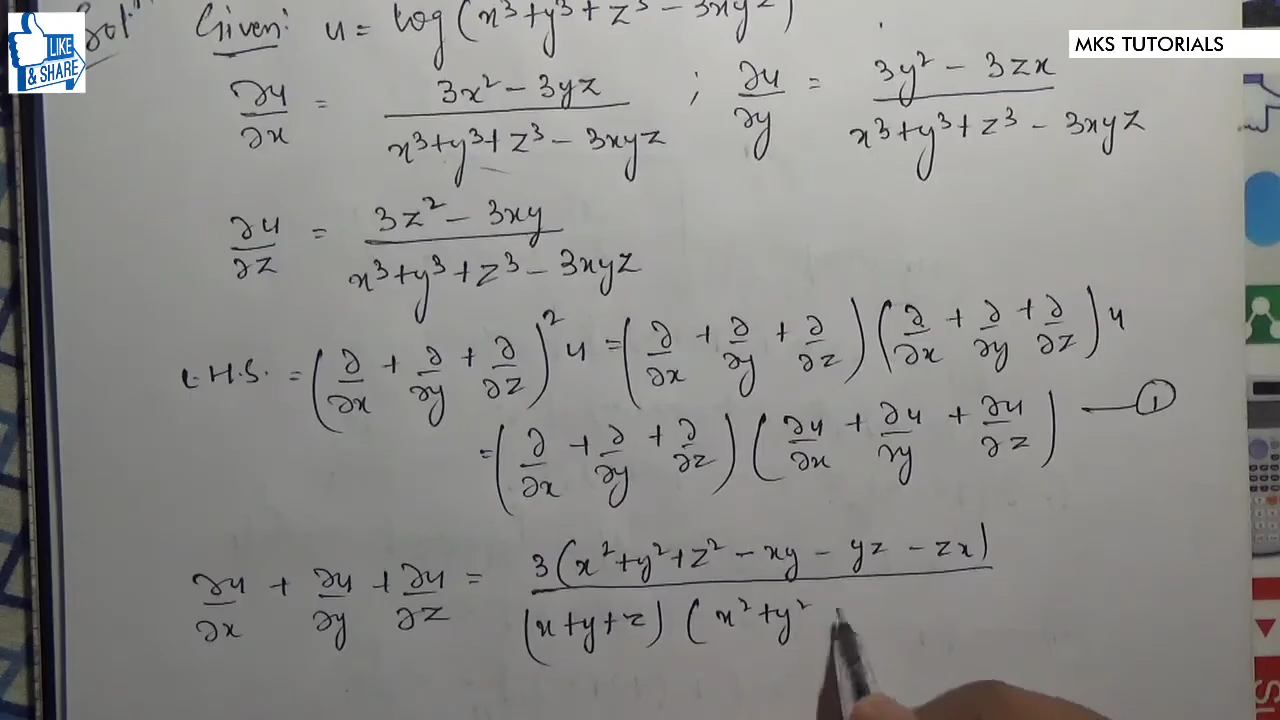 LIKE
& SHARE
MKS TUTORIALS
Solⁿ Given: u = log(x³+y³+z³-3xyz)
∂u/∂x = (3x²-3yz)/(x³+y³+z³-3xyz) ; ∂u/∂y = (3y²-3zx)/(x³+y³+z³-3xyz)
∂u/∂z = (3z²-3xy)/(x³+y³+z³-3xyz)
L.H.S. = (∂/∂x + ∂/∂y + ∂/∂z)² u = (∂/∂x + ∂/∂y + ∂/∂z)(∂/∂x + ∂/∂y + ∂/∂z)u
= (∂/∂x + ∂/∂y + ∂/∂z)(∂u/∂x + ∂u/∂y + ∂u/∂z) — ①
∂u/∂x + ∂u/∂y + ∂u/∂z = 3(x²+y²+z²-xy-yz-zx)/(x+y+z)(x²+y²